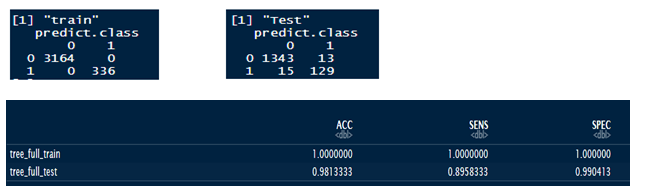 [1] "train"
predict.class
0 1
0 3164 0
1 0 336
[1] "Test"
predict.class
0 1
0 1343 13
1 15 129
ACC SENS SPEC
<dbl> <dbl> <dbl>
tree_full_train 1.0000000 1.0000000 1.000000
tree_full_test 0.9813333 0.8958333 0.990413